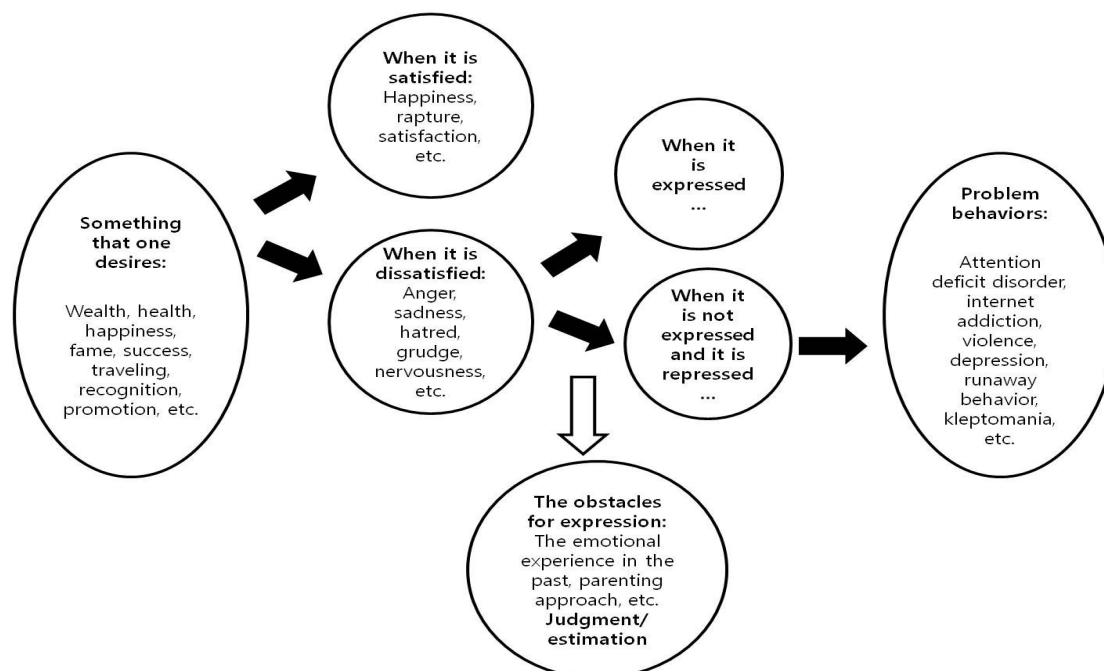 Something
that one
desires:
Wealth, health,
happiness,
fame, success,
traveling,
recognition,
promotion, etc.
When it is
satisfied:
Happiness,
rapture,
satisfaction,
etc.
When it is
dissatisfied:
Anger,
sadness,
hatred,
grudge,
nervousness,
etc.
When it
is
expressed
...
When it
is not
expressed
and it is
repressed
...
Problem
behaviors:
Attention
deficit disorder,
internet
addiction,
violence,
depression,
runaway
behavior,
kleptomania,
etc.
The obstacles
for expression:
The emotional
experience in the
past, parenting
approach, etc.
Judgment/
estimation